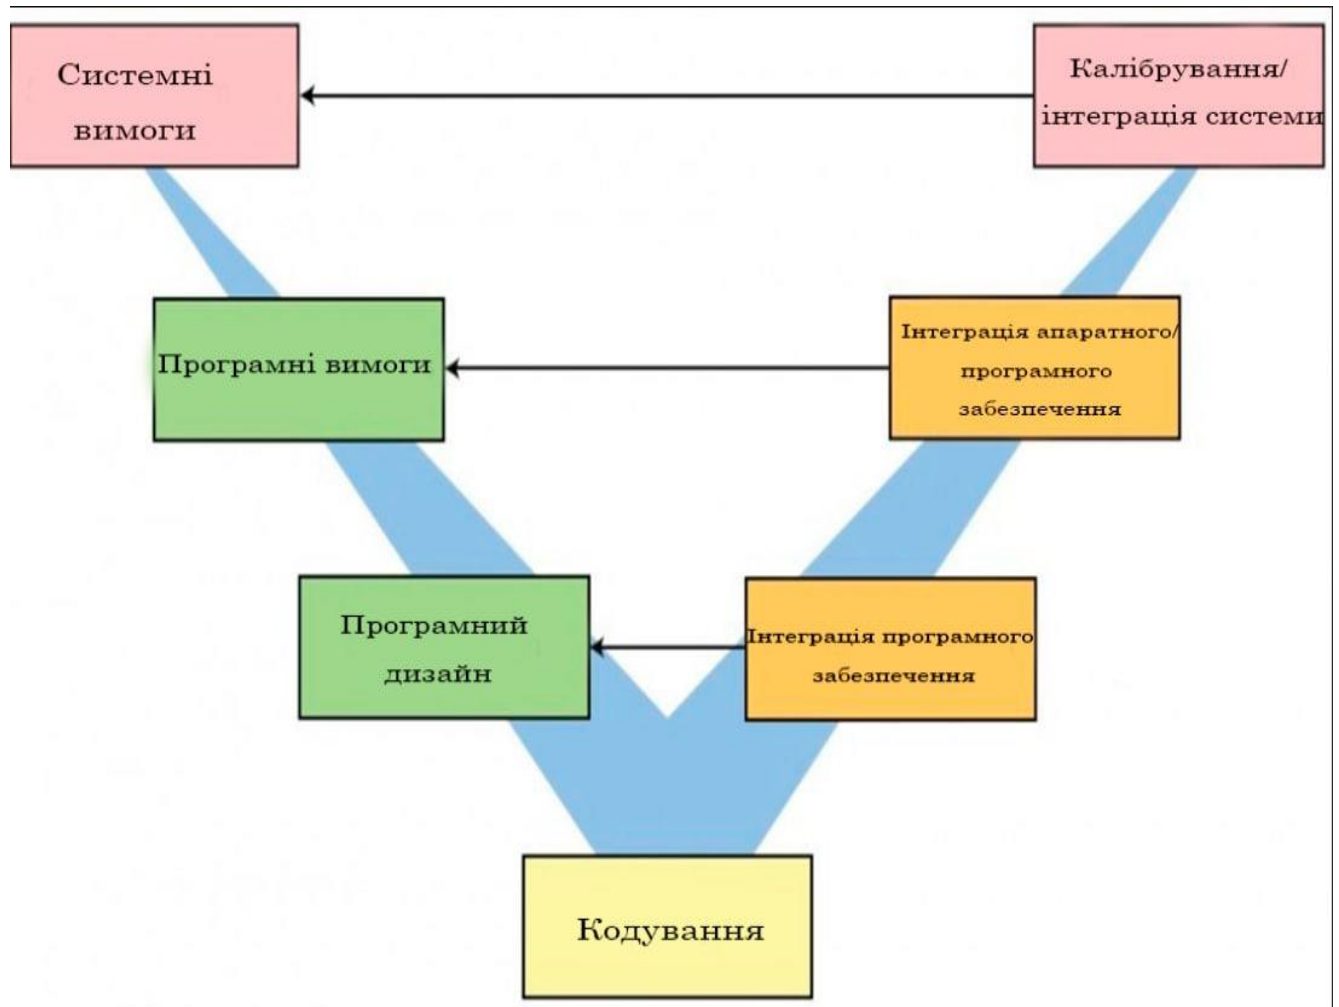 Системні
вимоги
Калібрування/
інтеграція системи
Програмні вимоги
Інтеграція апаратного/
програмного
забезпечення
Програмний
дизайн
Інтеграція програмного
забезпечення
Кодування